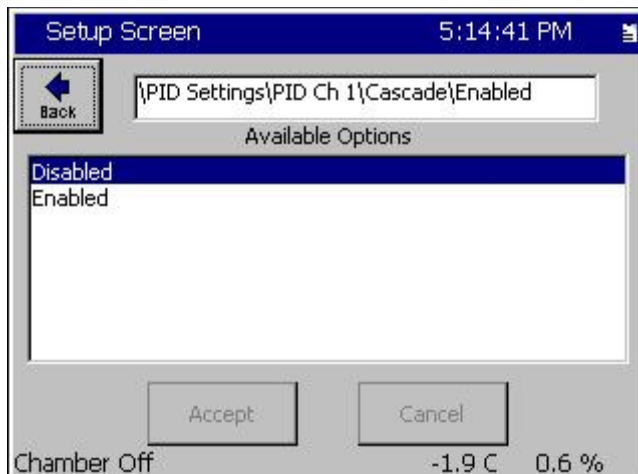 Setup Screen 5:14:41 PM
Back
\PID Settings\PID Ch 1\Cascade\Enabled
Available Options
Disabled
Enabled
Accept Cancel
Chamber Off -1.9 C 0.6 %